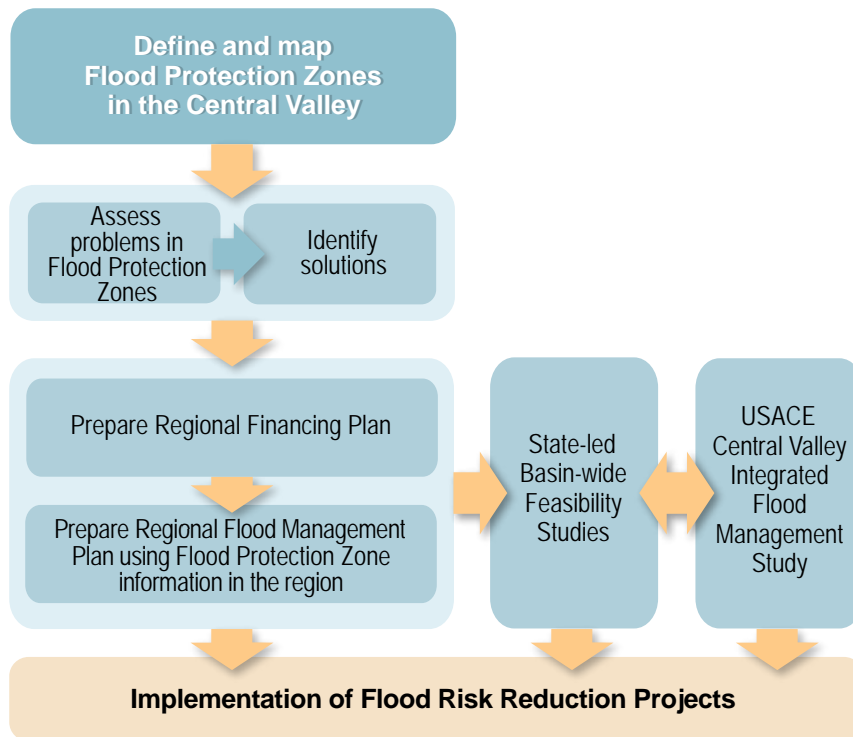 Define and map
Flood Protection Zones
in the Central Valley
Assess
problems in
Flood Protection
Zones
Identify
solutions
Prepare Regional Financing Plan
Prepare Regional Flood Management
Plan using Flood Protection Zone
information in the region
State-led
Basin-wide
Feasibility
Studies
USACE
Central Valley
Integrated
Flood
Management
Study
Implementation of Flood Risk Reduction Projects